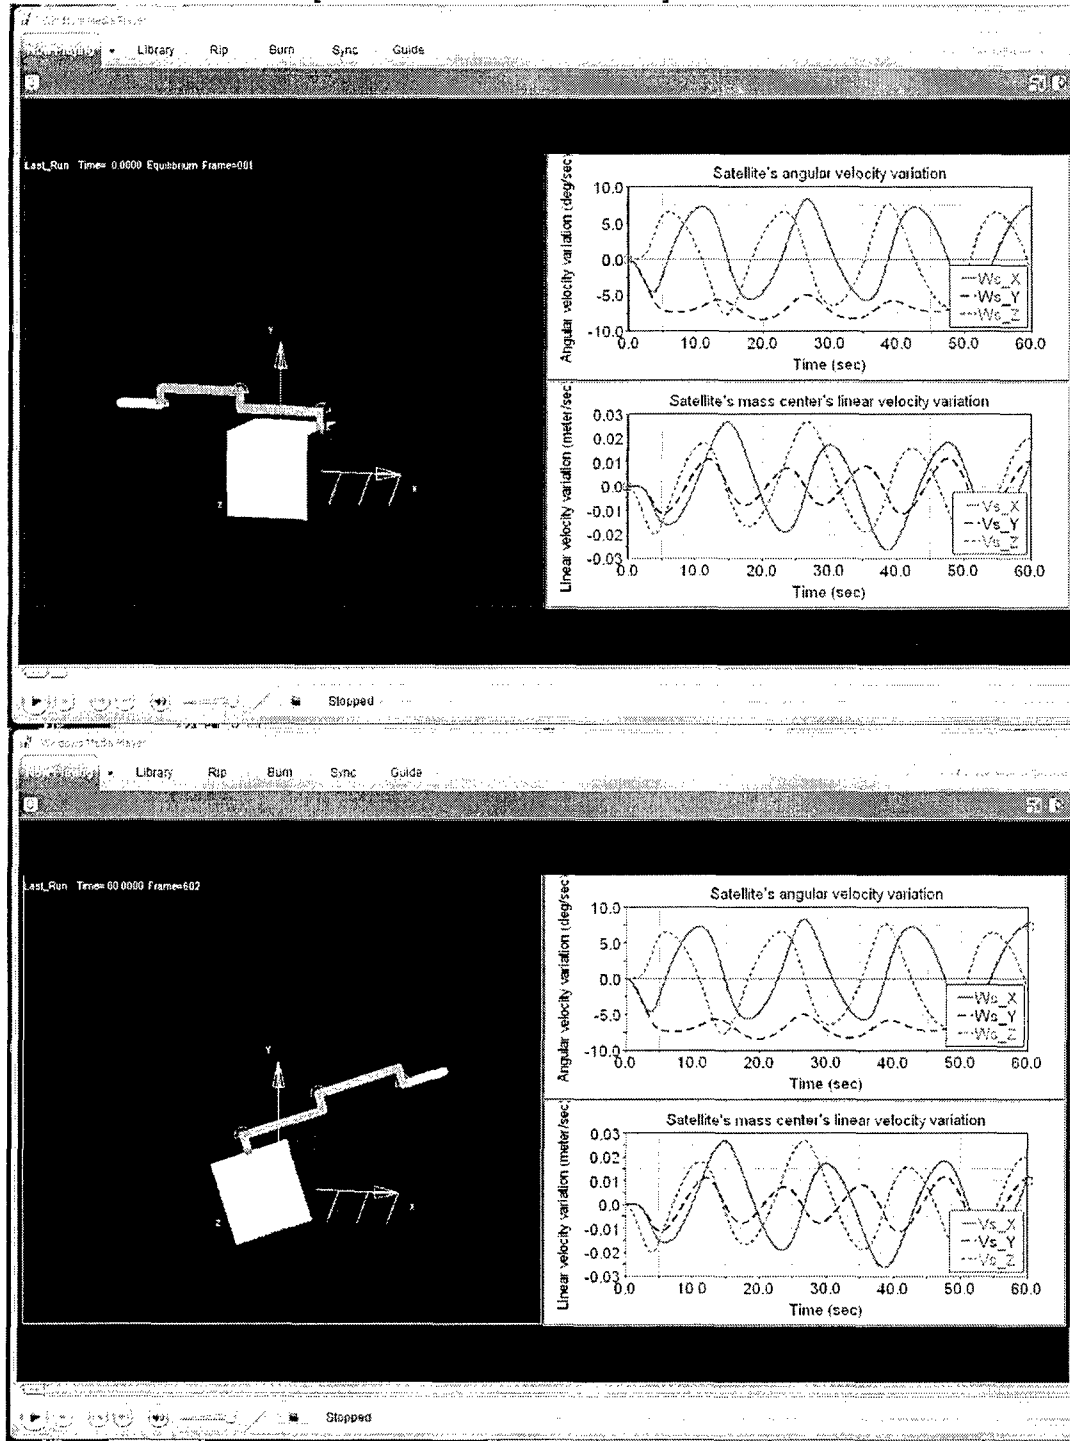 Library Rip Burn Sync Guide
Last_Run Time= 0.0000 Equilibrium Frame=001
Y
X
Z
Satellite's angular velocity variation
Angular velocity variation (deg/sec)
10.0
5.0
0.0
-5.0
-10.0
Ws_X
Ws_Y
Ws_Z
0.0 10.0 20.0 30.0 40.0 50.0 60.0
Time (sec)
Satellite's mass center's linear velocity variation
Linear velocity variation (meter/sec)
0.03
0.02
0.01
0.0
-0.01
-0.02
-0.03
Vs_X
Vs_Y
Vs_Z
0.0 10.0 20.0 30.0 40.0 50.0 60.0
Time (sec)
Stopped
Windows Media Player
Library Rip Burn Sync Guide
Last_Run Time= 60.0000 Frame=602
Y
X
Z
Satellite's angular velocity variation
Angular velocity variation (deg/sec)
10.0
5.0
0.0
-5.0
-10.0
Ws_X
Ws_Y
Ws_Z
0.0 10.0 20.0 30.0 40.0 50.0 60.0
Time (sec)
Satellite's mass center's linear velocity variation
Linear velocity variation (meter/sec)
0.03
0.02
0.01
0.0
-0.01
-0.02
-0.03
Vs_X
Vs_Y
Vs_Z
0.0 10.0 20.0 30.0 40.0 50.0 60.0
Time (sec)
Stopped